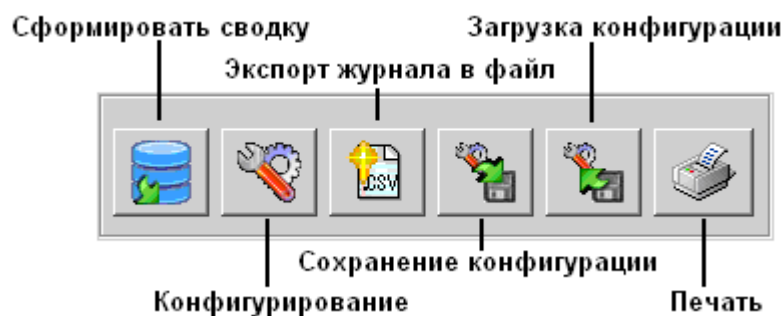 Сформировать сводку
Загрузка конфигурации
Экспорт журнала в файл
.CSV
Сохранение конфигурации
Конфигурирование
Печать